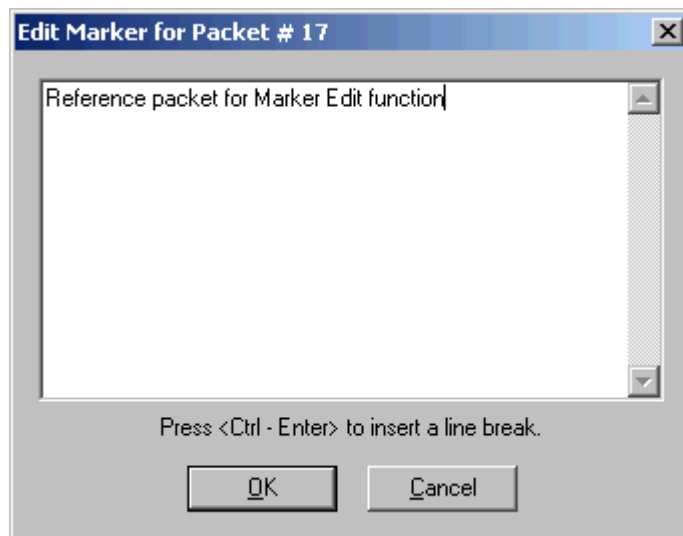 Edit Marker for Packet # 17
Reference packet for Marker Edit function
Press <Ctrl - Enter> to insert a line break.
OK
Cancel